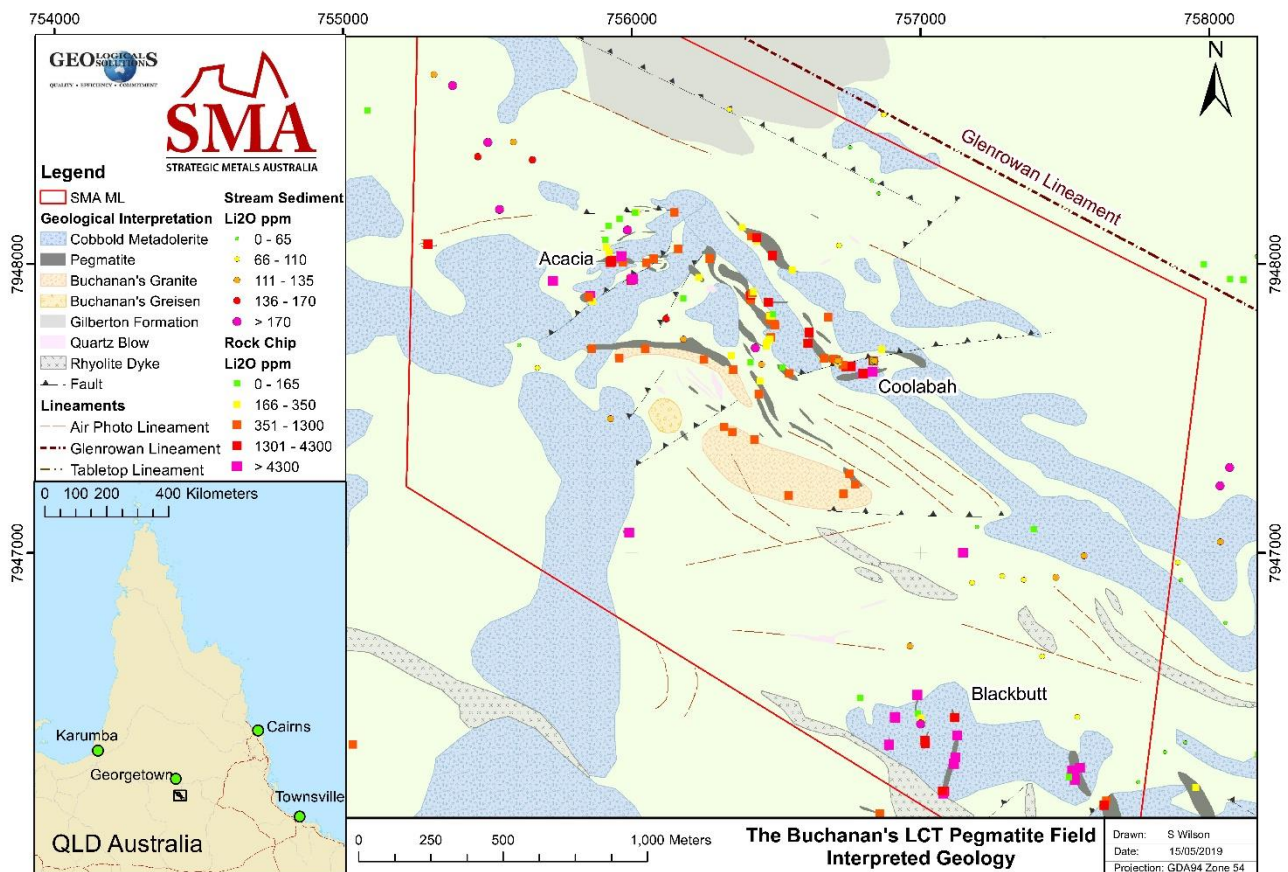 754000
755000
756000
757000
758000
GEOLOGICAL SOLUTIONS
QUALITY • EFFICIENCY • COMMITMENT
SMA
STRATEGIC METALS AUSTRALIA
N
Glenrowan Lineament
7948000
7947000
7948000
7947000
Legend
SMA ML
Geological Interpretation
Cobbold Metadolerite
Pegmatite
Buchanan's Granite
Buchanan's Greisen
Gilberton Formation
Quartz Blow
Rhyolite Dyke
Fault
Lineaments
Air Photo Lineament
Glenrowan Lineament
Tabletop Lineament
Stream Sediment
Li2O ppm
0 - 65
66 - 110
111 - 135
136 - 170
> 170
Rock Chip
Li2O ppm
0 - 165
166 - 350
351 - 1300
1301 - 4300
> 4300
Acacia
Coolabah
Blackbutt
0 100 200 400 Kilometers
Karumba
Cairns
Georgetown
Townsville
QLD Australia
0 250 500 1,000 Meters
The Buchanan's LCT Pegmatite Field
Interpreted Geology
Drawn: S Wilson
Date: 15/05/2019
Projection: GDA94 Zone 54